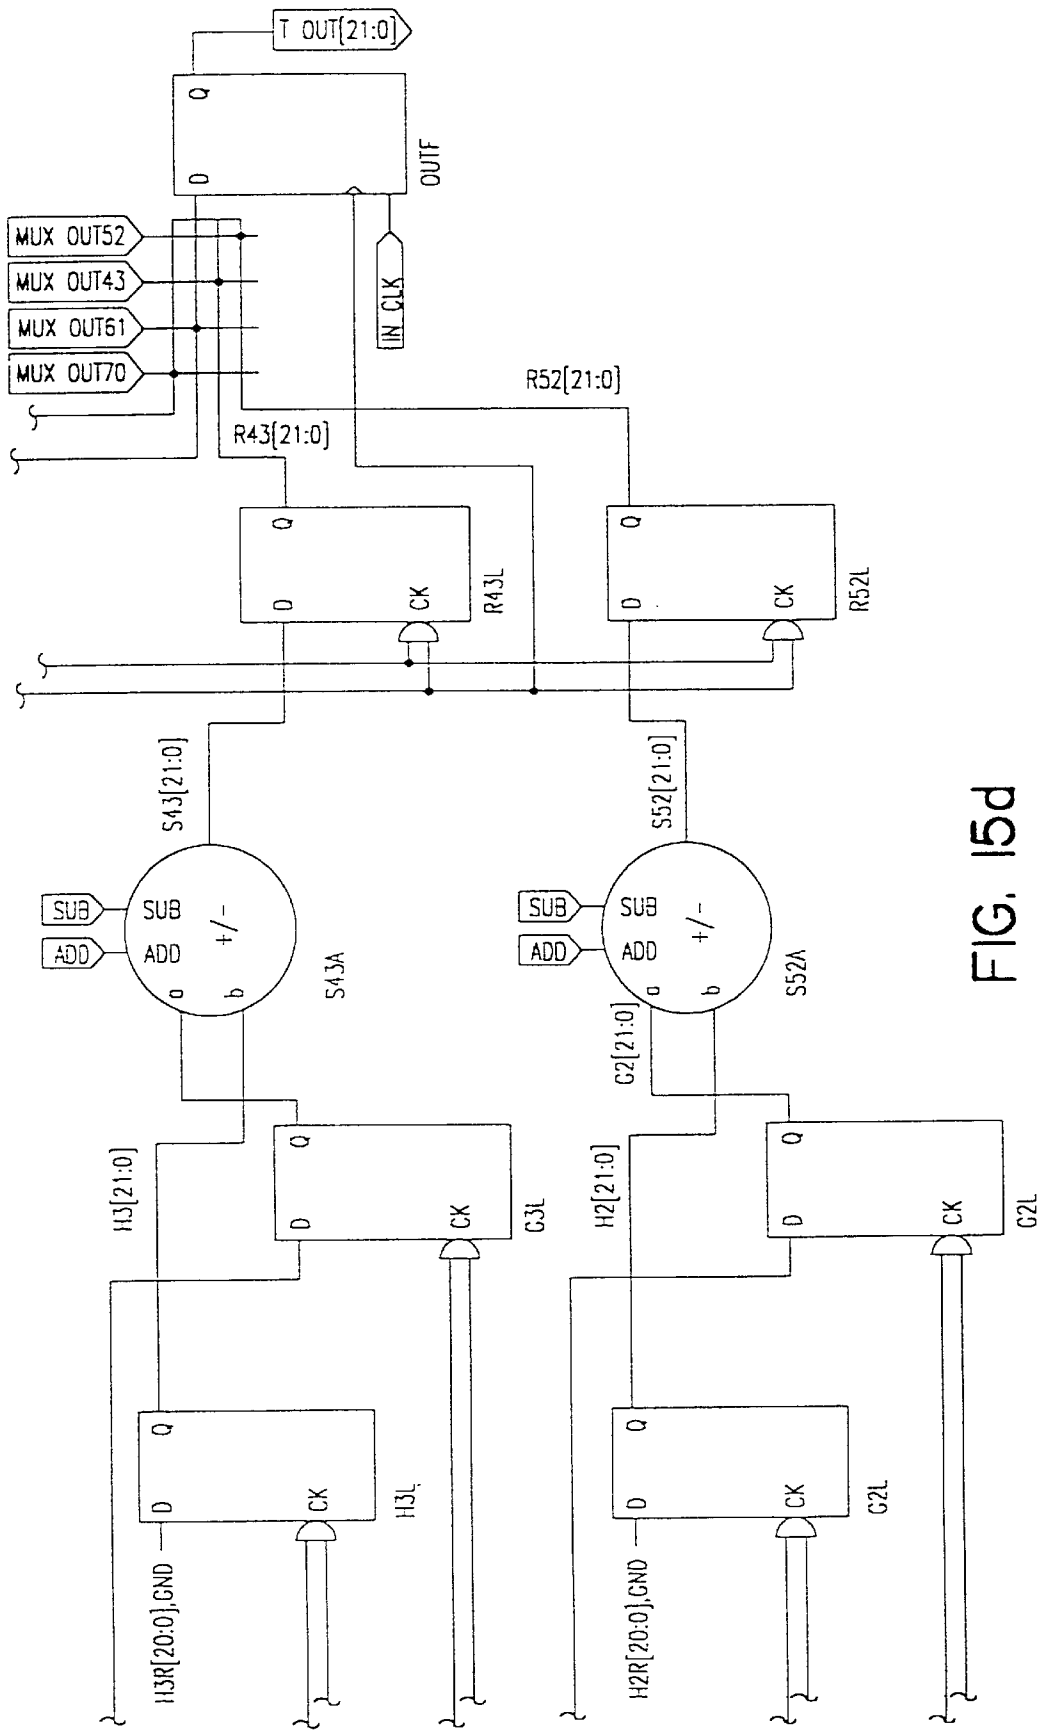 T OUT[21:0]
Q
D
OUTF
MUX OUT52
MUX OUT43
MUX OUT61
MUX OUT70
IN CLK
R52[21:0]
R43[21:0]
Q
D
CK
R43L
Q
D
CK
R52L
S43[21:0]
S52[21:0]
SUB
ADD
SUB
ADD
+/-
a
b
S43A
SUB
ADD
SUB
ADD
+/-
a
b
S52A
G2[21:0]
H3[21:0]
Q
D
CK
G3L
H2[21:0]
Q
D
CK
G2L
Q
D
CK
H3L
H3R[20:0],GND
Q
D
CK
G2L
H2R[20:0],GND
FIG. 15d